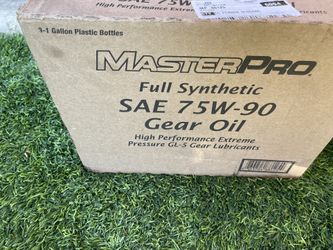 5054
3-1 Gallon Plastic Bottles
MASTERPRO
Full Synthetic
SAE 75W-90
Gear Oil
High Performance Extreme
Pressure GL-5 Gear Lubricants